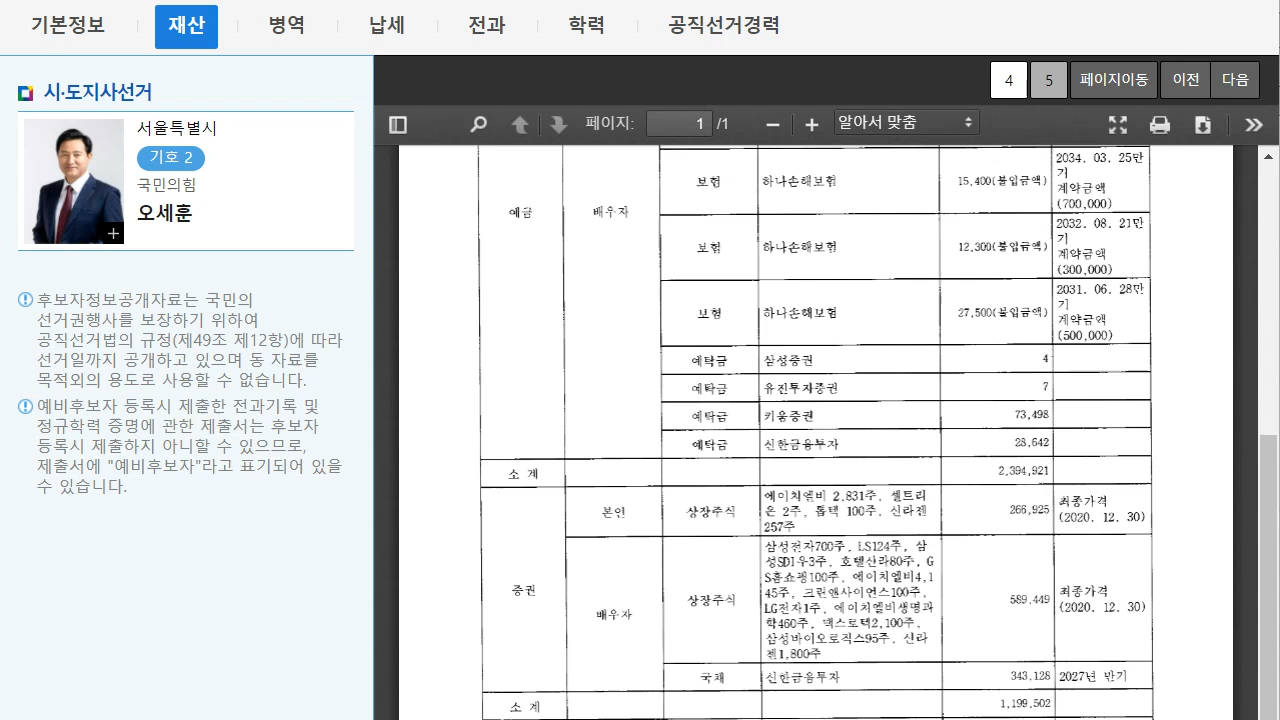 기본정보
재산
병역
납세
전과
학력
공직선거경력
시·도지사선거
서울특별시
기호 2
국민의힘
오세훈
후보자정보공개자료는 국민의
선거권행사를 보장하기 위하여
공직선거법의 규정(제49조 제12항)에 따라
선거일까지 공개하고 있으며 동 자료를
목적외의 용도로 사용할 수 없습니다.
예비후보자 등록시 제출한 전과기록 및
정규학력 증명에 관한 제출서는 후보자
등록시 제출하지 아니할 수 있으므로,
제출서에 "예비후보자"라고 표기되어 있을
수 있습니다.
4
5
페이지이동
이전
다음
페이지:
1
/1
알아서 맞춤
예금
배우자
보험
하나손해보험
15,400(불입금액)
2034. 03. 25만
기
계약금액
(700,000)
보험
하나손해보험
12,300(불입금액)
2032. 08. 21만
기
계약금액
(300,000)
보험
하나손해보험
27,500(불입금액)
2031. 06. 28만
기
계약금액
(500,000)
예탁금
삼성증권
4
예탁금
유진투자증권
7
예탁금
키움증권
73,498
예탁금
신한금융투자
28,642
소 계
2,394,921
증권
본인
상장주식
에이치엘비 2,831주, 셀트리
온 2주, 톱텍 100주, 신라젠
257주
266,925
최종가격
(2020. 12. 30)
배우자
상장주식
삼성전자700주, LS124주, 삼
성SDI우3주, 호텔신라80주, G
S홈쇼핑100주, 에이치엘비4,1
45주, 크린앤사이언스100주,
LG전자1주, 에이치엘비생명과
학460주, 맥스로텍2,100주,
삼성바이오로직스95주, 신라
젠1,800주
589,449
최종가격
(2020. 12. 30)
국채
신한금융투자
343,128
2027년 만기
소 계
1,199,502